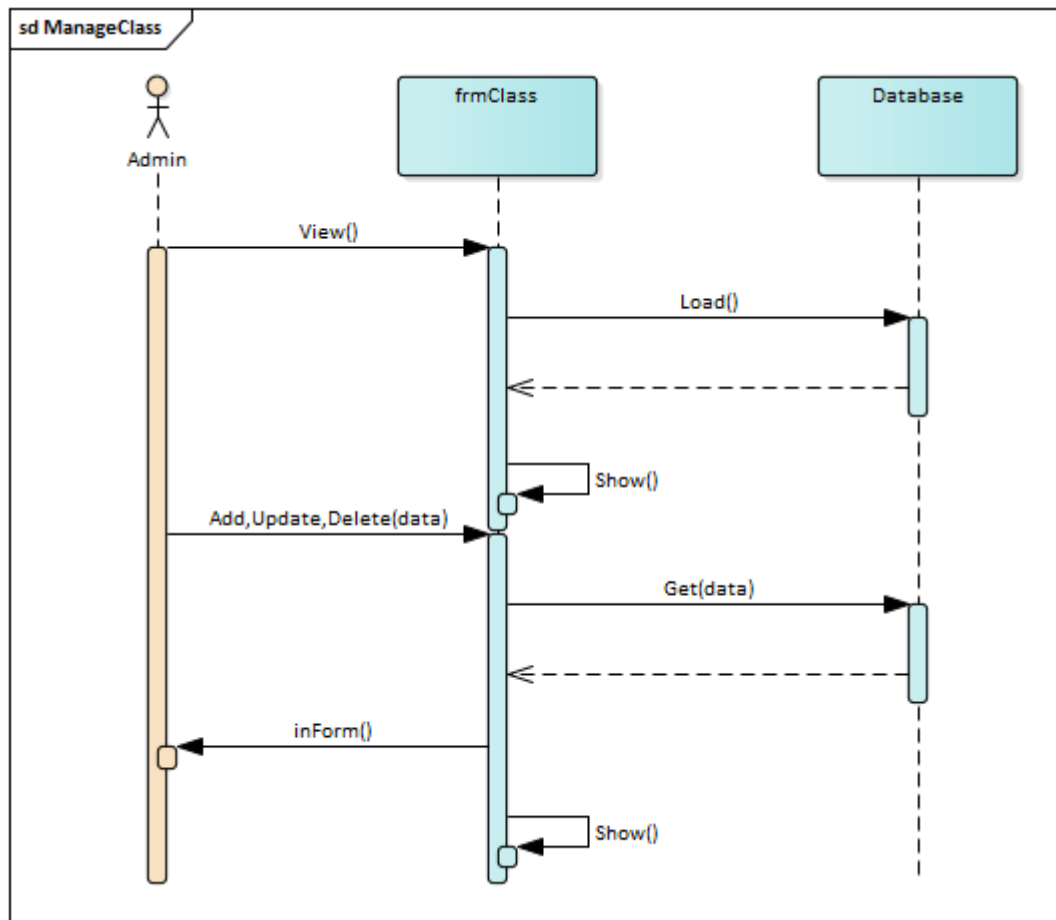 sd ManageClass
frmClass
Database
Admin
View()
Load()
Show()
Add,Update,Delete(data)
Get(data)
inForm()
Show()